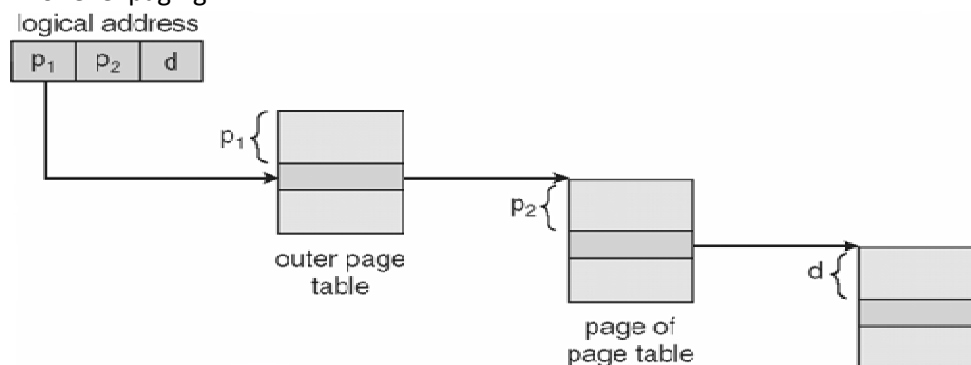 logical address
p₁ p₂ d
p₁
outer page
table
p₂
page of
page table
d